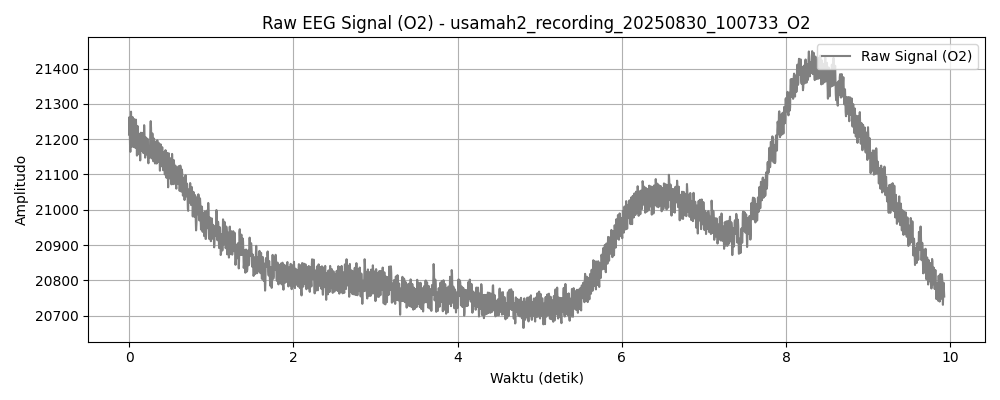 Raw EEG Signal (O2) - usamah2_recording_20250830_100733_O2
Raw Signal (O2)
21400
21300
21200
21100
21000
20900
20800
20700
Amplitudo
0 2 4 6 8 10
Waktu (detik)